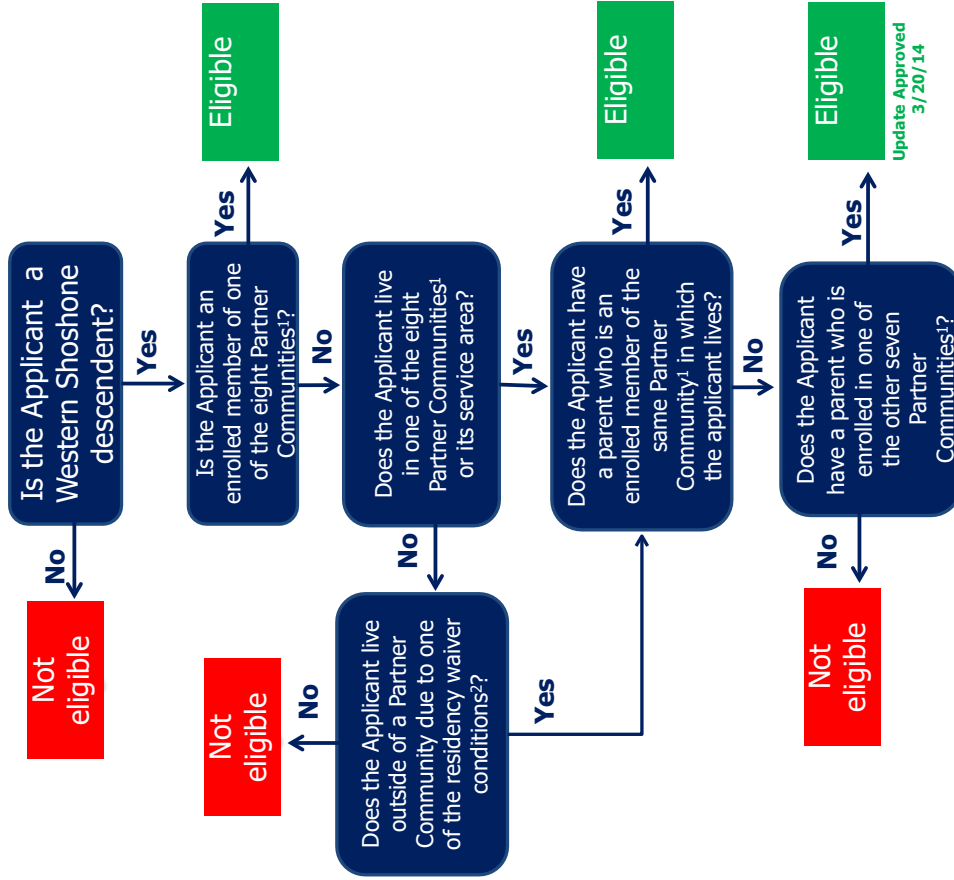 Is the Applicant a
Western Shoshone
descendent?
No
Not
eligible
Yes
Is the Applicant an
enrolled member of one
of the eight Partner
Communities¹?
Yes
Eligible
No
Does the Applicant live
in one of the eight
Partner Communities¹
or its service area?
No
Does the Applicant live
outside of a Partner
Community due to one
of the residency waiver
conditions²?
No
Not
eligible
Yes
Yes
Does the Applicant have
a parent who is an
enrolled member of the
same Partner
Community¹ in which
the applicant lives?
Yes
Eligible
No
Does the Applicant
have a parent who is
enrolled in one of
the other seven
Partner
Communities¹?
No
Not
eligible
Yes
Eligible
Update Approved
3/20/14